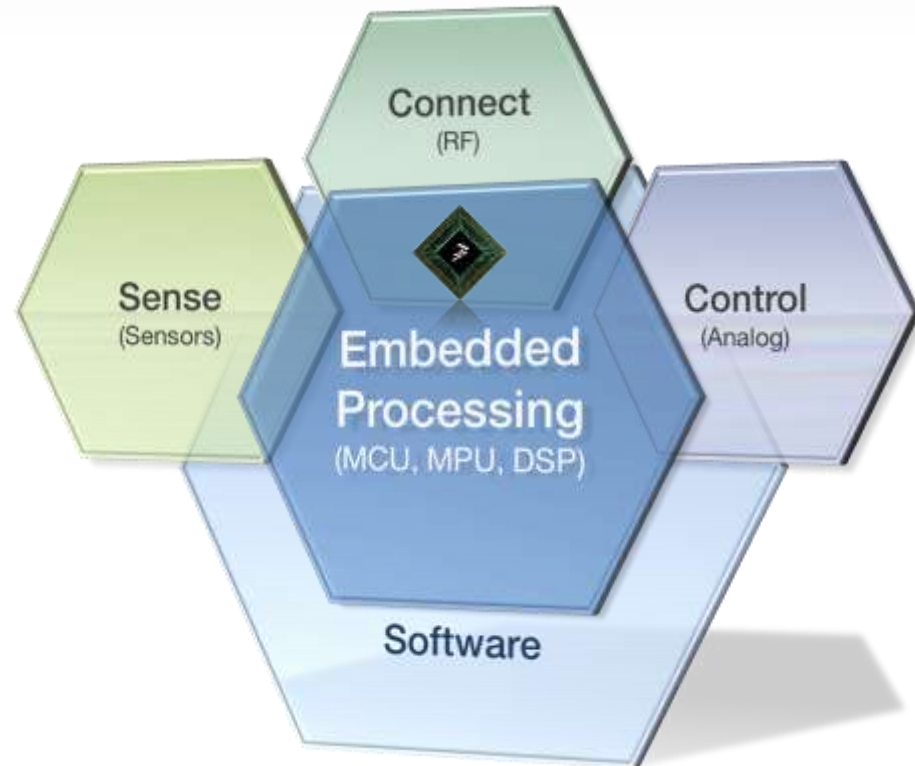 Connect
(RF)
Sense
(Sensors)
Control
(Analog)
Embedded
Processing
(MCU, MPU, DSP)
Software